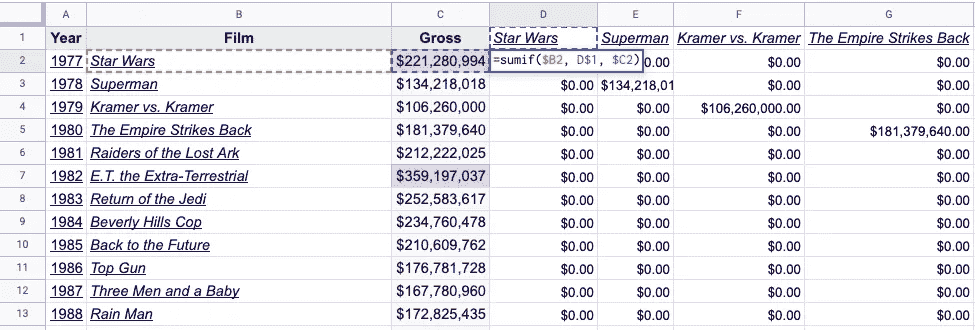 A B C D E F G
1 Year Film Gross Star Wars Superman Kramer vs. Kramer The Empire Strikes Back
2 1977 Star Wars $221,280,994 =sumif($B2, D$1, $C2) 0.00 $0.00 $0.00
3 1978 Superman $134,218,018 $0.00 $134,218,01 $0.00 $0.00
4 1979 Kramer vs. Kramer $106,260,000 $0.00 $0.00 $106,260,000.00 $0.00
5 1980 The Empire Strikes Back $181,379,640 $0.00 $0.00 $0.00 $181,379,640.00
6 1981 Raiders of the Lost Ark $212,222,025 $0.00 $0.00 $0.00 $0.00
7 1982 E.T. the Extra-Terrestrial $359,197,037 $0.00 $0.00 $0.00 $0.00
8 1983 Return of the Jedi $252,583,617 $0.00 $0.00 $0.00 $0.00
9 1984 Beverly Hills Cop $234,760,478 $0.00 $0.00 $0.00 $0.00
10 1985 Back to the Future $210,609,762 $0.00 $0.00 $0.00 $0.00
11 1986 Top Gun $176,781,728 $0.00 $0.00 $0.00 $0.00
12 1987 Three Men and a Baby $167,780,960 $0.00 $0.00 $0.00 $0.00
13 1988 Rain Man $172,825,435 $0.00 $0.00 $0.00 $0.00